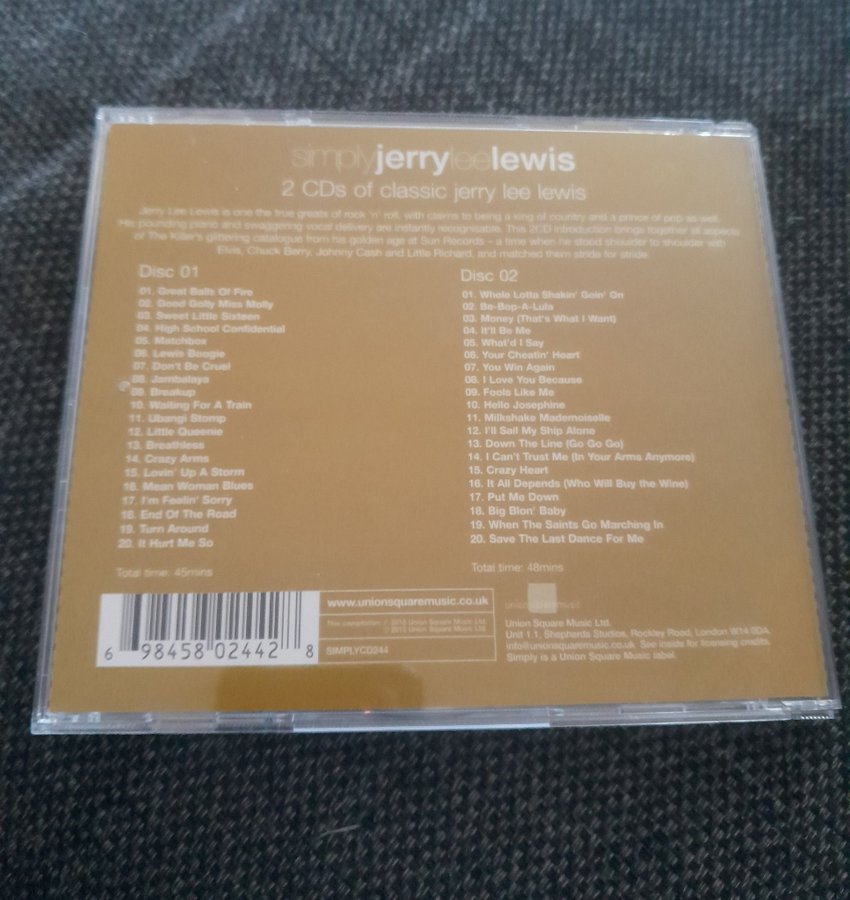 simplyjerryleelewis
2 CDs of classic jerry lee lewis
Jerry Lee Lewis is one the true greats of rock 'n' roll, with claims to being a king of country and a prince of pop as well.
His pounding piano and swaggering vocal delivery are instantly recognisable. This 2CD introduction brings together all aspects
of The Killer's glittering catalogue from his golden age at Sun Records – a time when he stood shoulder to shoulder with
Elvis, Chuck Berry, Johnny Cash and Little Richard, and matched them stride for stride.
Disc 01
01. Great Balls Of Fire
02. Good Golly Miss Molly
03. Sweet Little Sixteen
04. High School Confidential
05. Matchbox
06. Lewis Boogie
07. Don't Be Cruel
08. Jambalaya
09. Breakup
10. Waiting For A Train
11. Ubangi Stomp
12. Little Queenie
13. Breathless
14. Crazy Arms
15. Lovin' Up A Storm
16. Mean Woman Blues
17. I'm Feelin' Sorry
18. End Of The Road
19. Turn Around
20. It Hurt Me So
Total time: 45mins
Disc 02
01. Whole Lotta Shakin' Goin' On
02. Be-Bop-A-Lula
03. Money (That's What I Want)
04. It'll Be Me
05. What'd I Say
06. Your Cheatin' Heart
07. You Win Again
08. I Love You Because
09. Fools Like Me
10. Hello Josephine
11. Milkshake Mademoiselle
12. I'll Sail My Ship Alone
13. Down The Line (Go Go Go)
14. I Can't Trust Me (In Your Arms Anymore)
15. Crazy Heart
16. It All Depends (Who Will Buy the Wine)
17. Put Me Down
18. Big Blon' Baby
19. When The Saints Go Marching In
20. Save The Last Dance For Me
Total time: 48mins
6 98458 02442 8
www.unionsquaremusic.co.uk
This compilation ℗ 2010 Union Square Music Ltd.
© 2010 Union Square Music Ltd.
SIMPLYCD244
unionsquaremusic
Union Square Music Ltd.
Unit 1.1, Shepherds Studios, Rockley Road, London W14 0DA
info@unionsquaremusic.co.uk See inside for licensing credits.
Simply is a Union Square Music label.